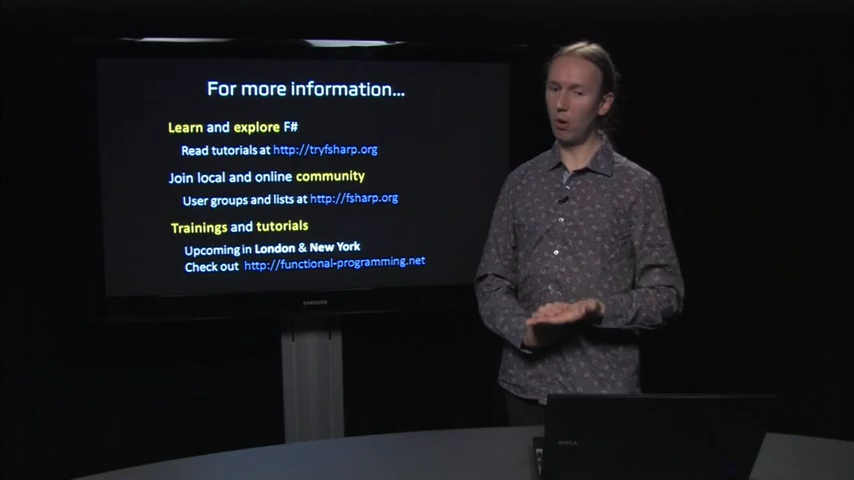 For more information...
Learn and explore F#
Read tutorials at http://tryfsharp.org
Join local and online community
User groups and lists at http://fsharp.org
Trainings and tutorials
Upcoming in London & New York
Check out http://functional-programming.net
SAMSUNG
DELL